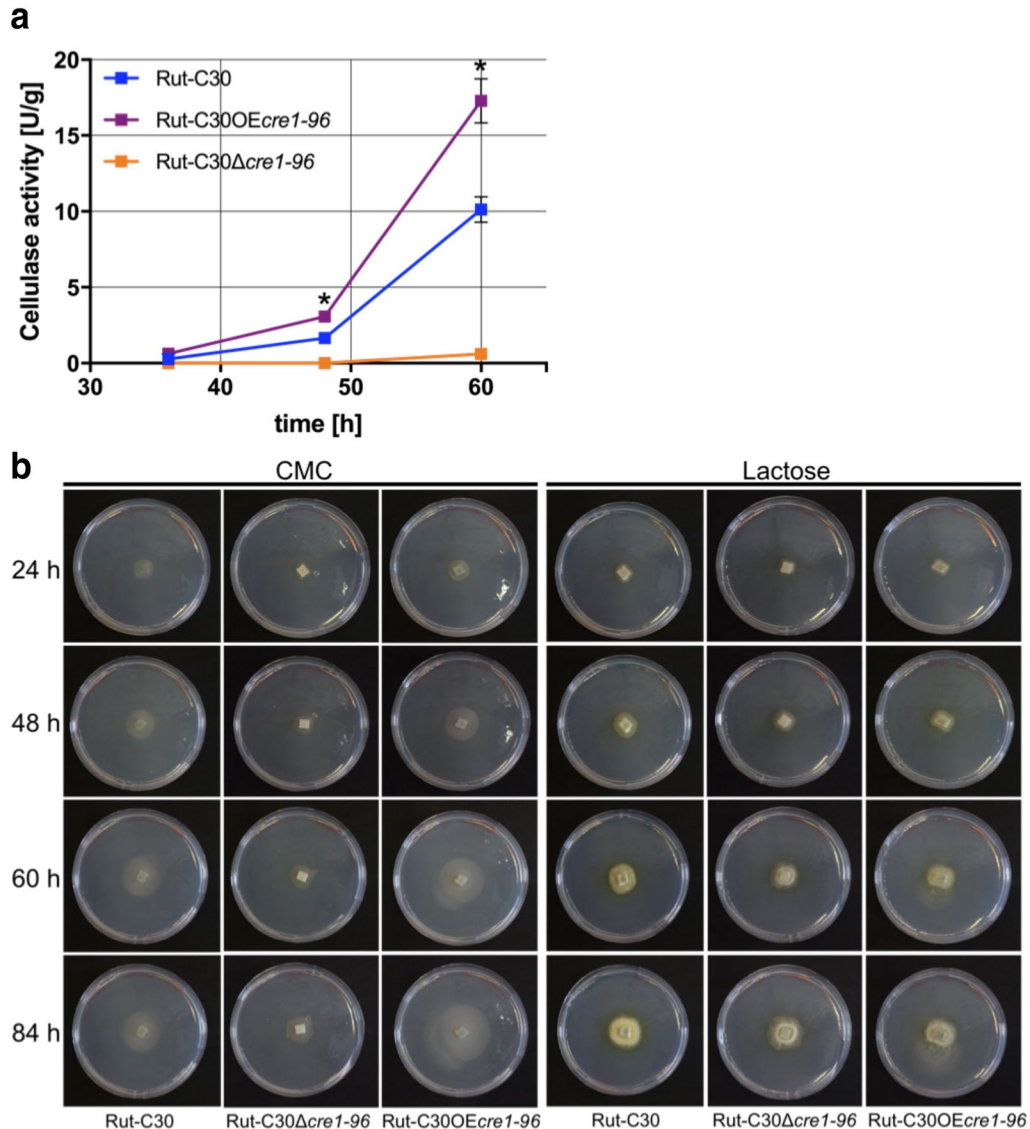 a
20
15
10
5
0
Cellulase activity [U/g]
Rut-C30
Rut-C30OEcre1-96
Rut-C30Δcre1-96
*
*
30 40 50 60
time [h]
b
CMC Lactose
24 h
48 h
60 h
84 h
Rut-C30 Rut-C30Δcre1-96 Rut-C30OEcre1-96 Rut-C30 Rut-C30Δcre1-96 Rut-C30OEcre1-96